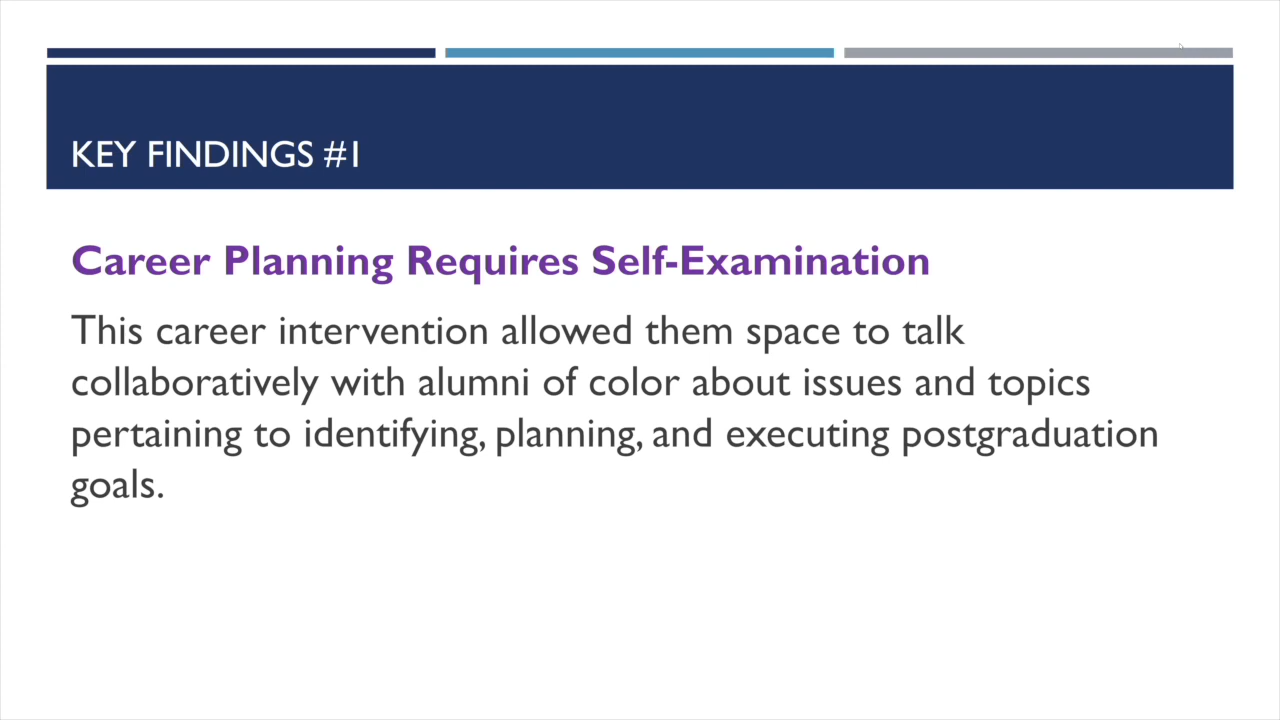 KEY FINDINGS #1
Career Planning Requires Self-Examination
This career intervention allowed them space to talk
collaboratively with alumni of color about issues and topics
pertaining to identifying, planning, and executing postgraduation
goals.